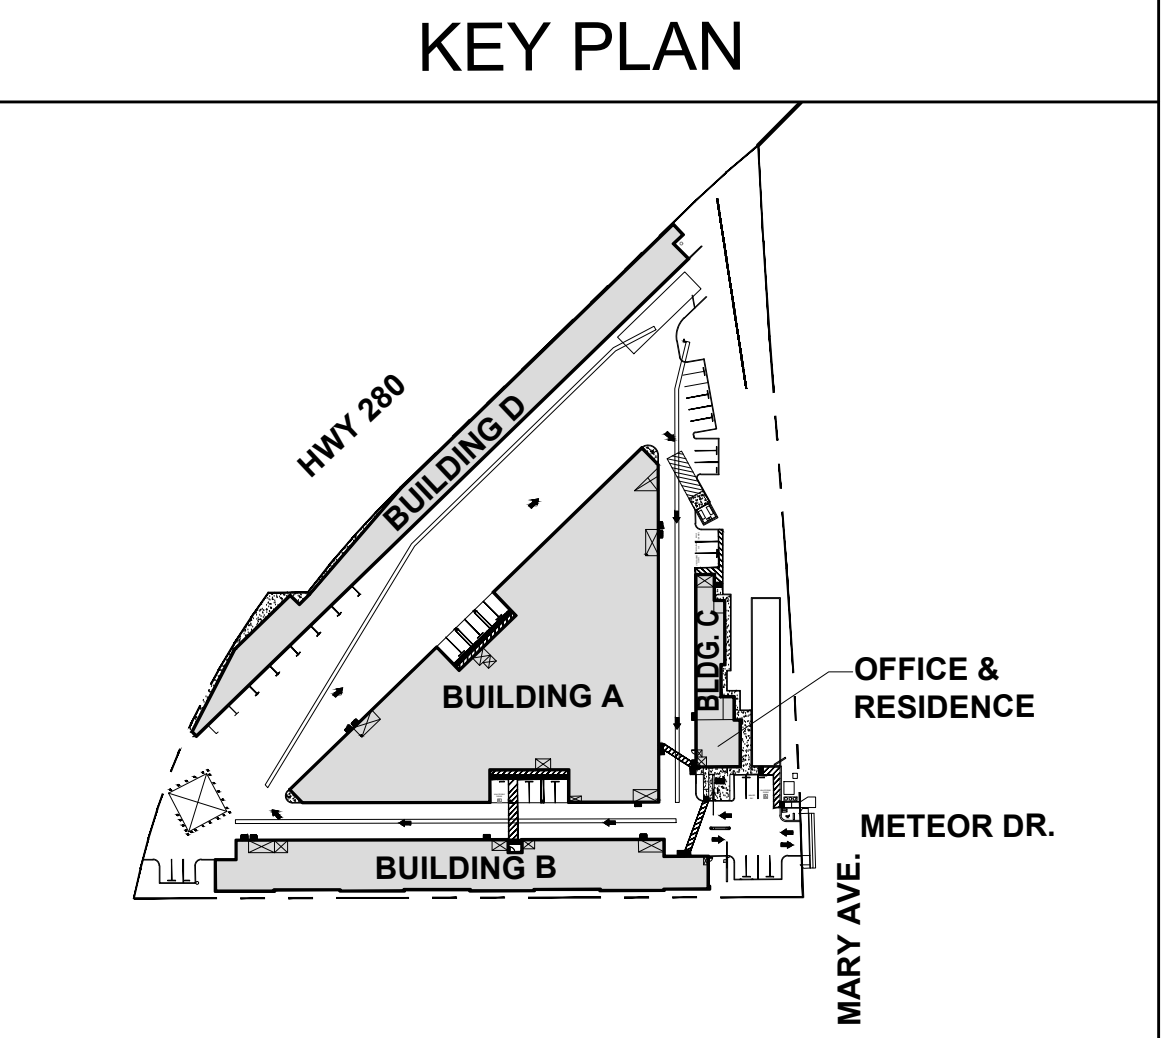 KEY PLAN
HWY 280
BUILDING D
BUILDING A
BLDG. C
OFFICE &
RESIDENCE
METEOR DR.
BUILDING B
MARY AVE.